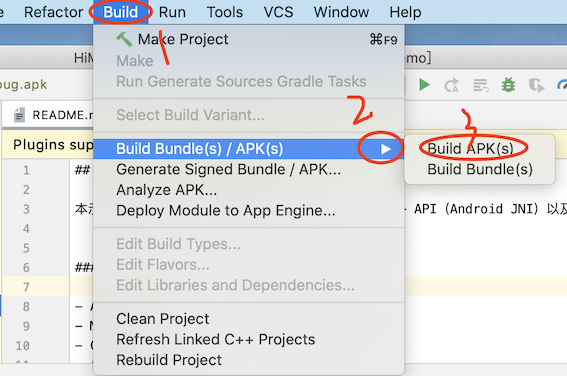 Refactor Build Run Tools VCS Window Help
1
Make Project ⌘F9
HiM
emo]
Make
Run Generate Sources Gradle Tasks
ug.apk
Select Build Variant...
2
3
README.
Plugins sup
Build Bundle(s) / APK(s)
Build APK(s)
Generate Signed Bundle / APK...
Build Bundle(s)
Analyze APK...
Deploy Module to App Engine...
1 ##
2
3 本示
API（Android JNI）以及
4
5
Edit Build Types...
Edit Flavors...
6 ##
Edit Libraries and Dependencies...
7
8 - A
Clean Project
9 - N
Refresh Linked C++ Projects
10
Rebuild Project